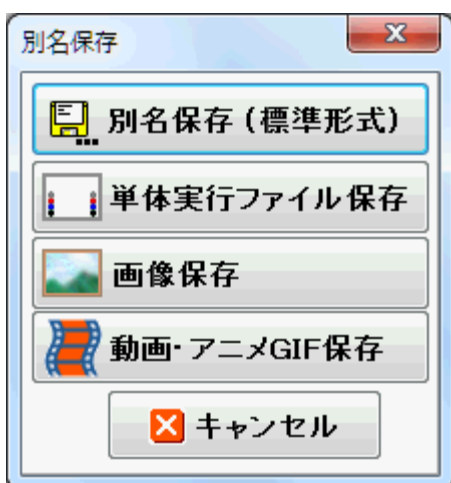 別名保存
別名保存（標準形式）
単体実行ファイル保存
画像保存
動画・アニメGIF保存
キャンセル